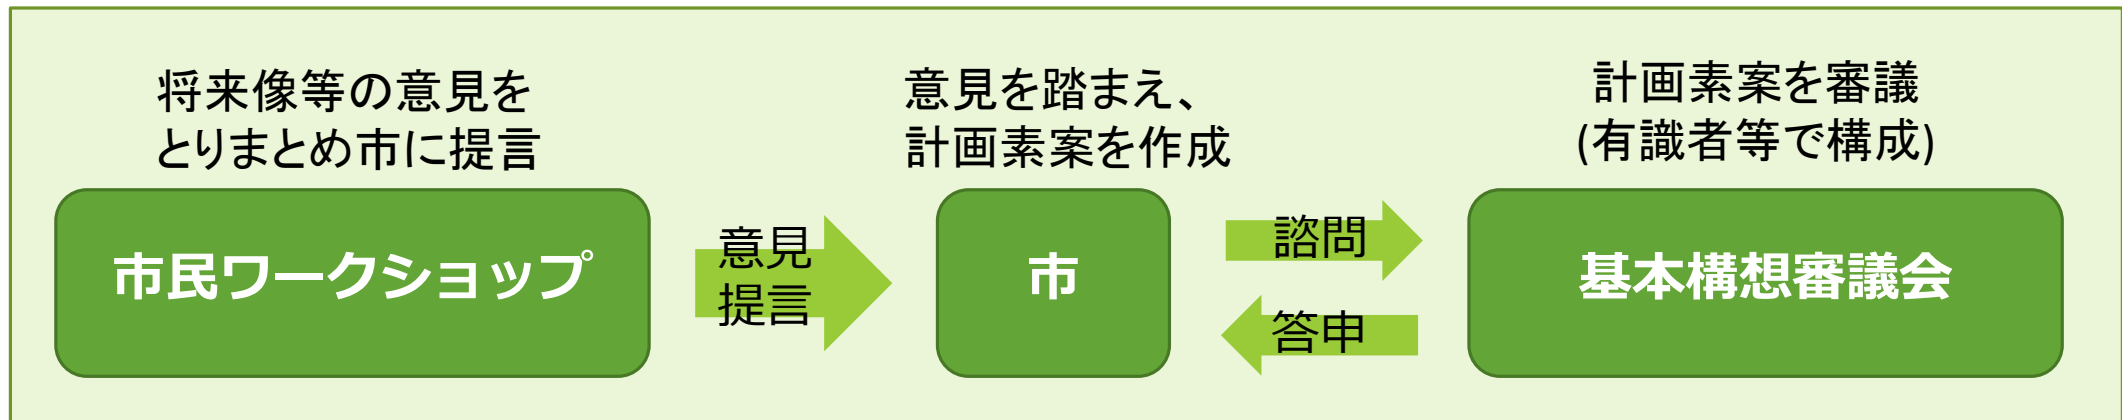 将来像等の意見を
とりまとめ市に提言
市民ワークショップ
意見
提言
意見を踏まえ、
計画素案を作成
市
諮問
答申
計画素案を審議
(有識者等で構成)
基本構想審議会